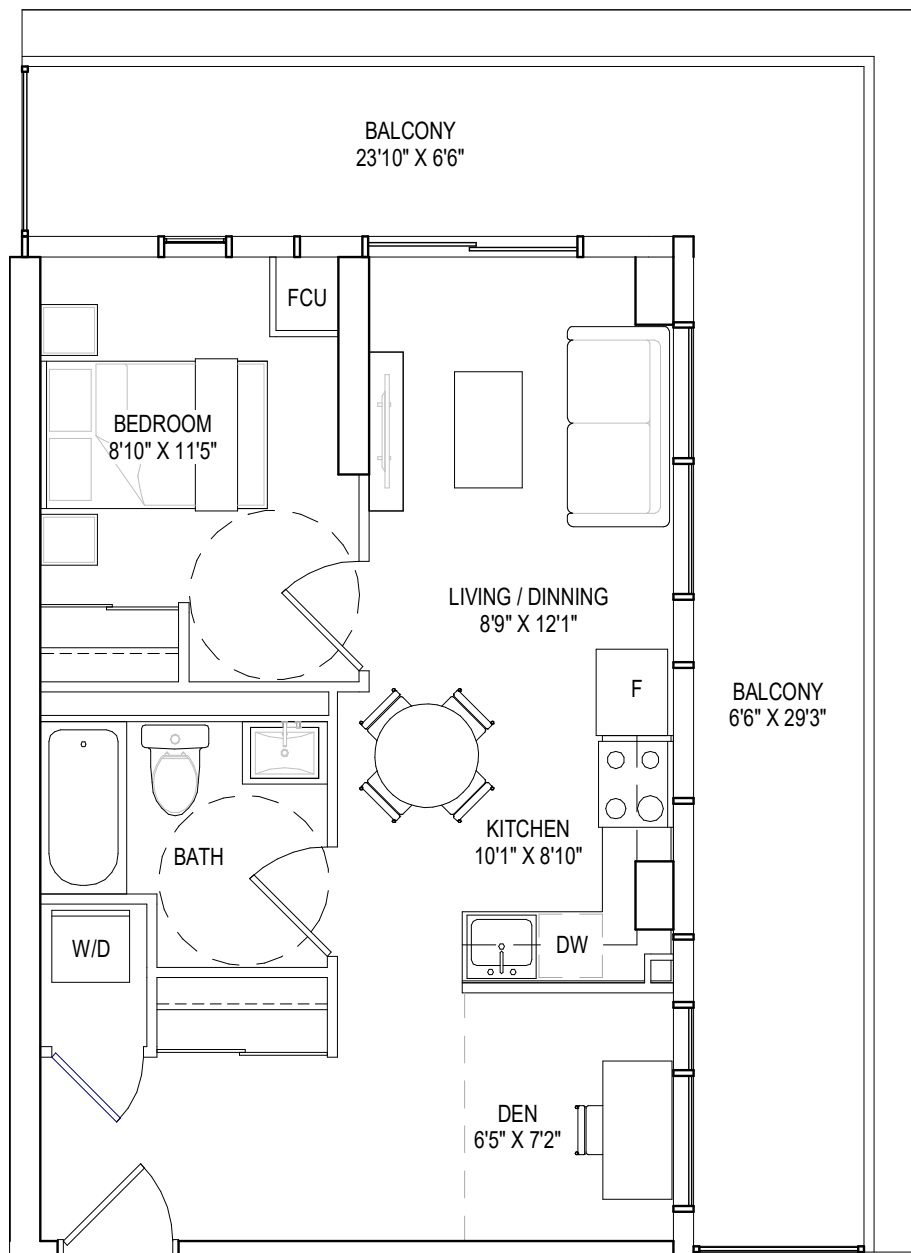 BALCONY
23'10" X 6'6"
FCU
BEDROOM
8'10" X 11'5"
LIVING / DINNING
8'9" X 12'1"
F
BALCONY
6'6" X 29'3"
KITCHEN
10'1" X 8'10"
BATH
W/D
DW
DEN
6'5" X 7'2"